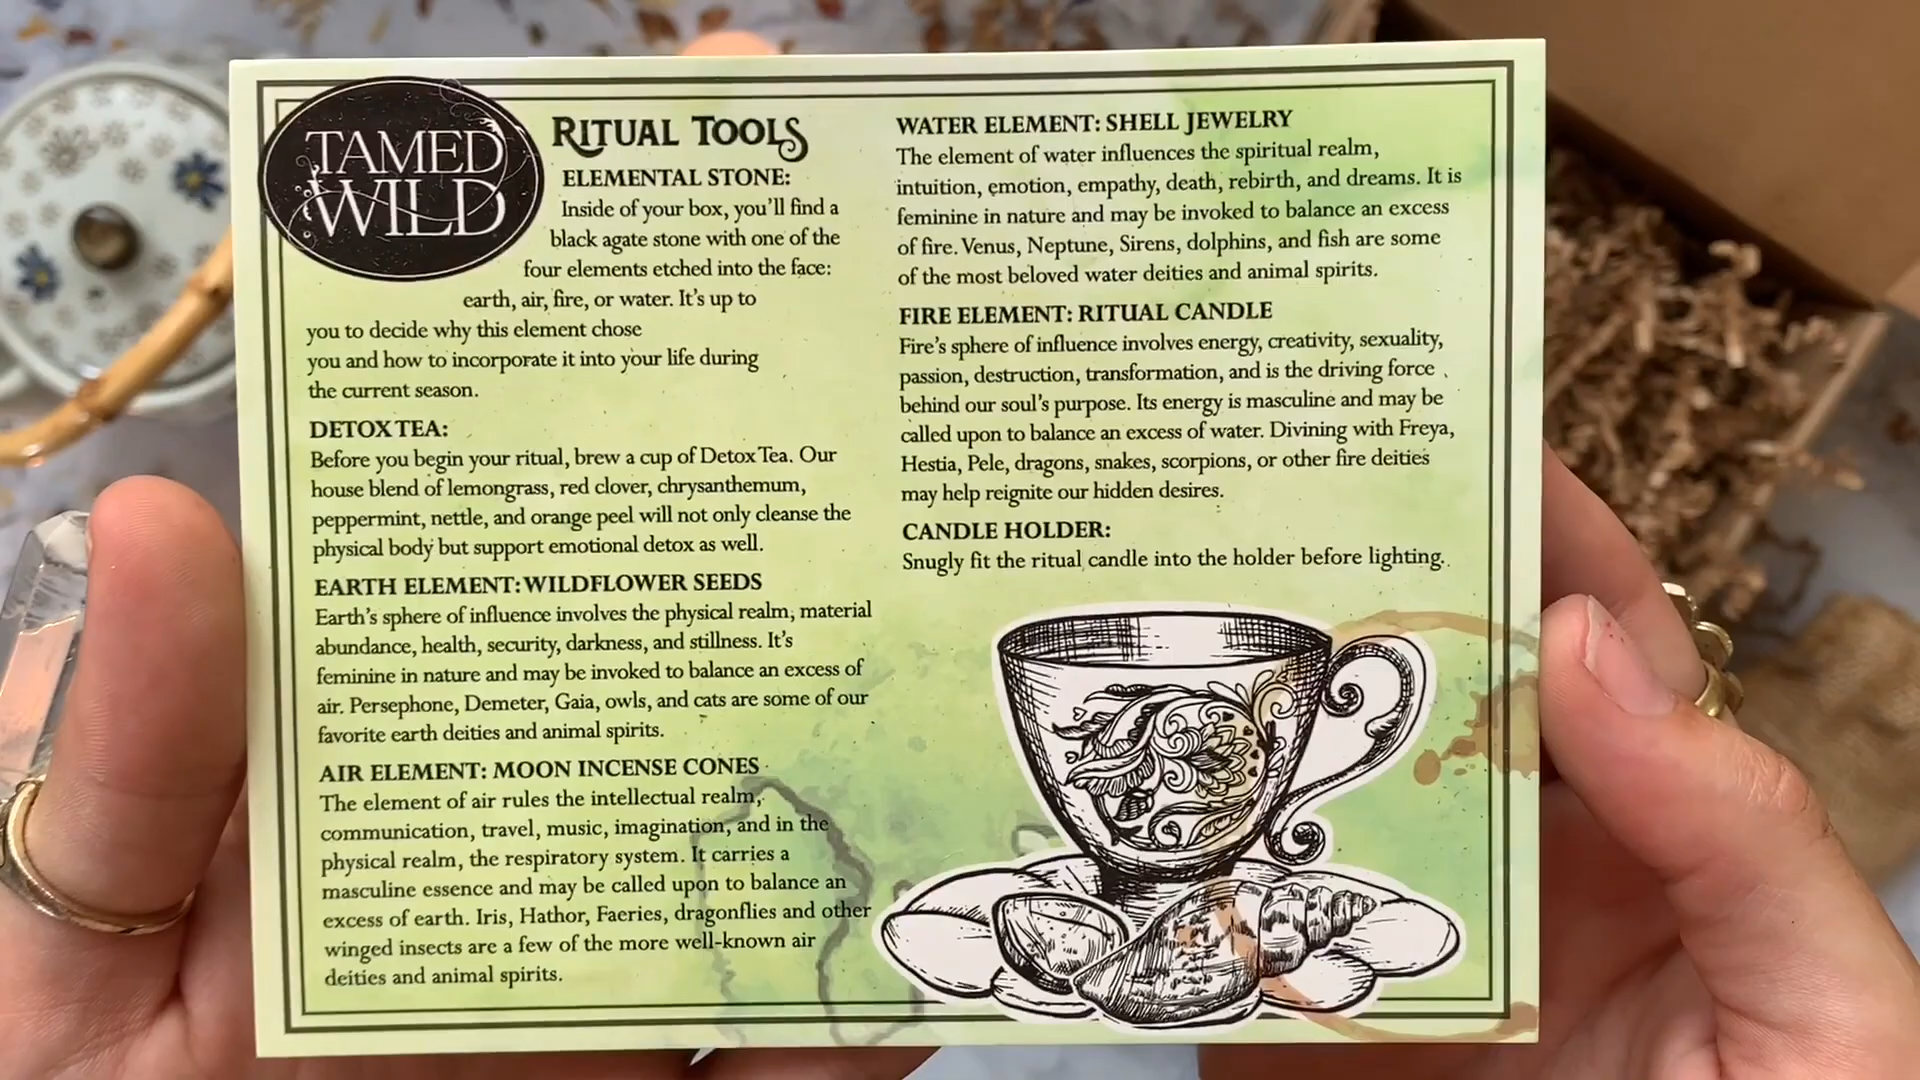 TAMED
WILD
RITUAL TOOLS
ELEMENTAL STONE:
Inside of your box, you'll find a
black agate stone with one of the
four elements etched into the face:
earth, air, fire, or water. It's up to
you to decide why this element chose
you and how to incorporate it into your life during
the current season.
DETOX TEA:
Before you begin your ritual, brew a cup of Detox Tea. Our
house blend of lemongrass, red clover, chrysanthemum,
peppermint, nettle, and orange peel will not only cleanse the
physical body but support emotional detox as well.
EARTH ELEMENT: WILDFLOWER SEEDS
Earth's sphere of influence involves the physical realm, material
abundance, health, security, darkness, and stillness. It's
feminine in nature and may be invoked to balance an excess of
air. Persephone, Demeter, Gaia, owls, and cats are some of our
favorite earth deities and animal spirits.
AIR ELEMENT: MOON INCENSE CONES
The element of air rules the intellectual realm,
communication, travel, music, imagination, and in the
physical realm, the respiratory system. It carries a
masculine essence and may be called upon to balance an
excess of earth. Iris, Hathor, Faeries, dragonflies and other
winged insects are a few of the more well-known air
deities and animal spirits.
WATER ELEMENT: SHELL JEWELRY
The element of water influences the spiritual realm,
intuition, emotion, empathy, death, rebirth, and dreams. It is
feminine in nature and may be invoked to balance an excess
of fire. Venus, Neptune, Sirens, dolphins, and fish are some
of the most beloved water deities and animal spirits.
FIRE ELEMENT: RITUAL CANDLE
Fire's sphere of influence involves energy, creativity, sexuality,
passion, destruction, transformation, and is the driving force
behind our soul's purpose. Its energy is masculine and may be
called upon to balance an excess of water. Divining with Freya,
Hestia, Pele, dragons, snakes, scorpions, or other fire deities
may help reignite our hidden desires.
CANDLE HOLDER:
Snugly fit the ritual candle into the holder before lighting.